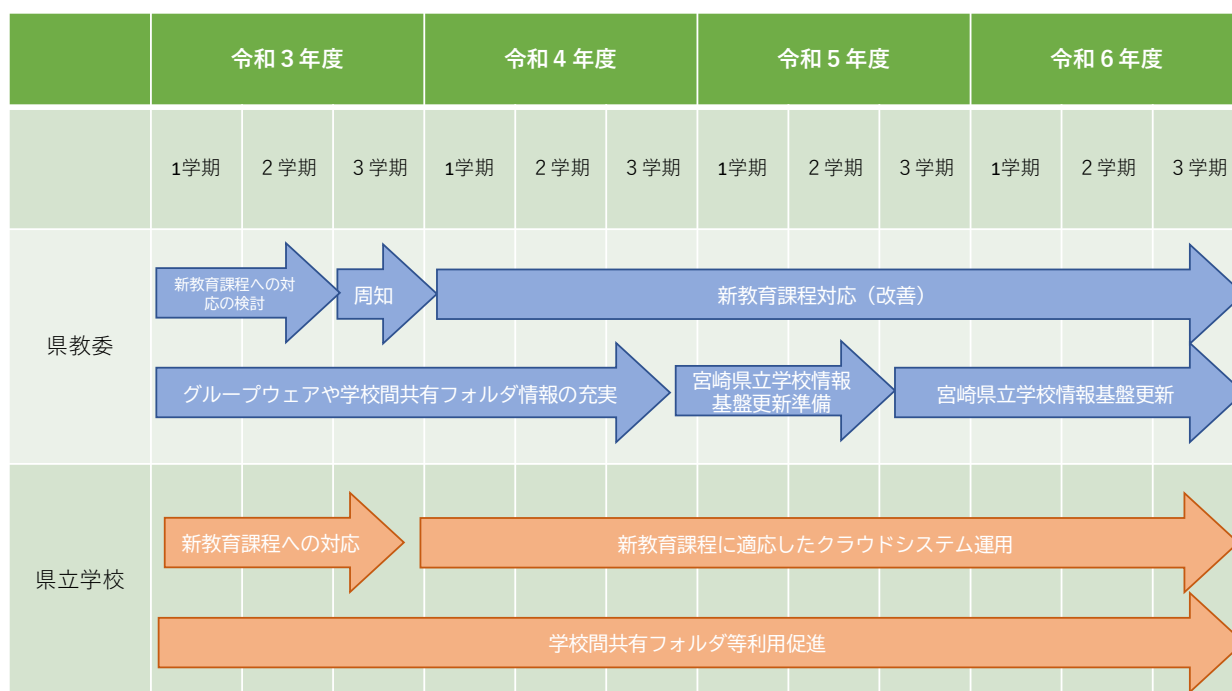 令和３年度
令和４年度
令和５年度
令和６年度
1学期
２学期
３学期
1学期
２学期
３学期
1学期
２学期
３学期
1学期
２学期
３学期
県教委
新教育課程への対
応の検討
周知
新教育課程対応（改善）
グループウェアや学校間共有フォルダ情報の充実
宮崎県立学校情報
基盤更新準備
宮崎県立学校情報基盤更新
県立学校
新教育課程への対応
新教育課程に適応したクラウドシステム運用
学校間共有フォルダ等利用促進